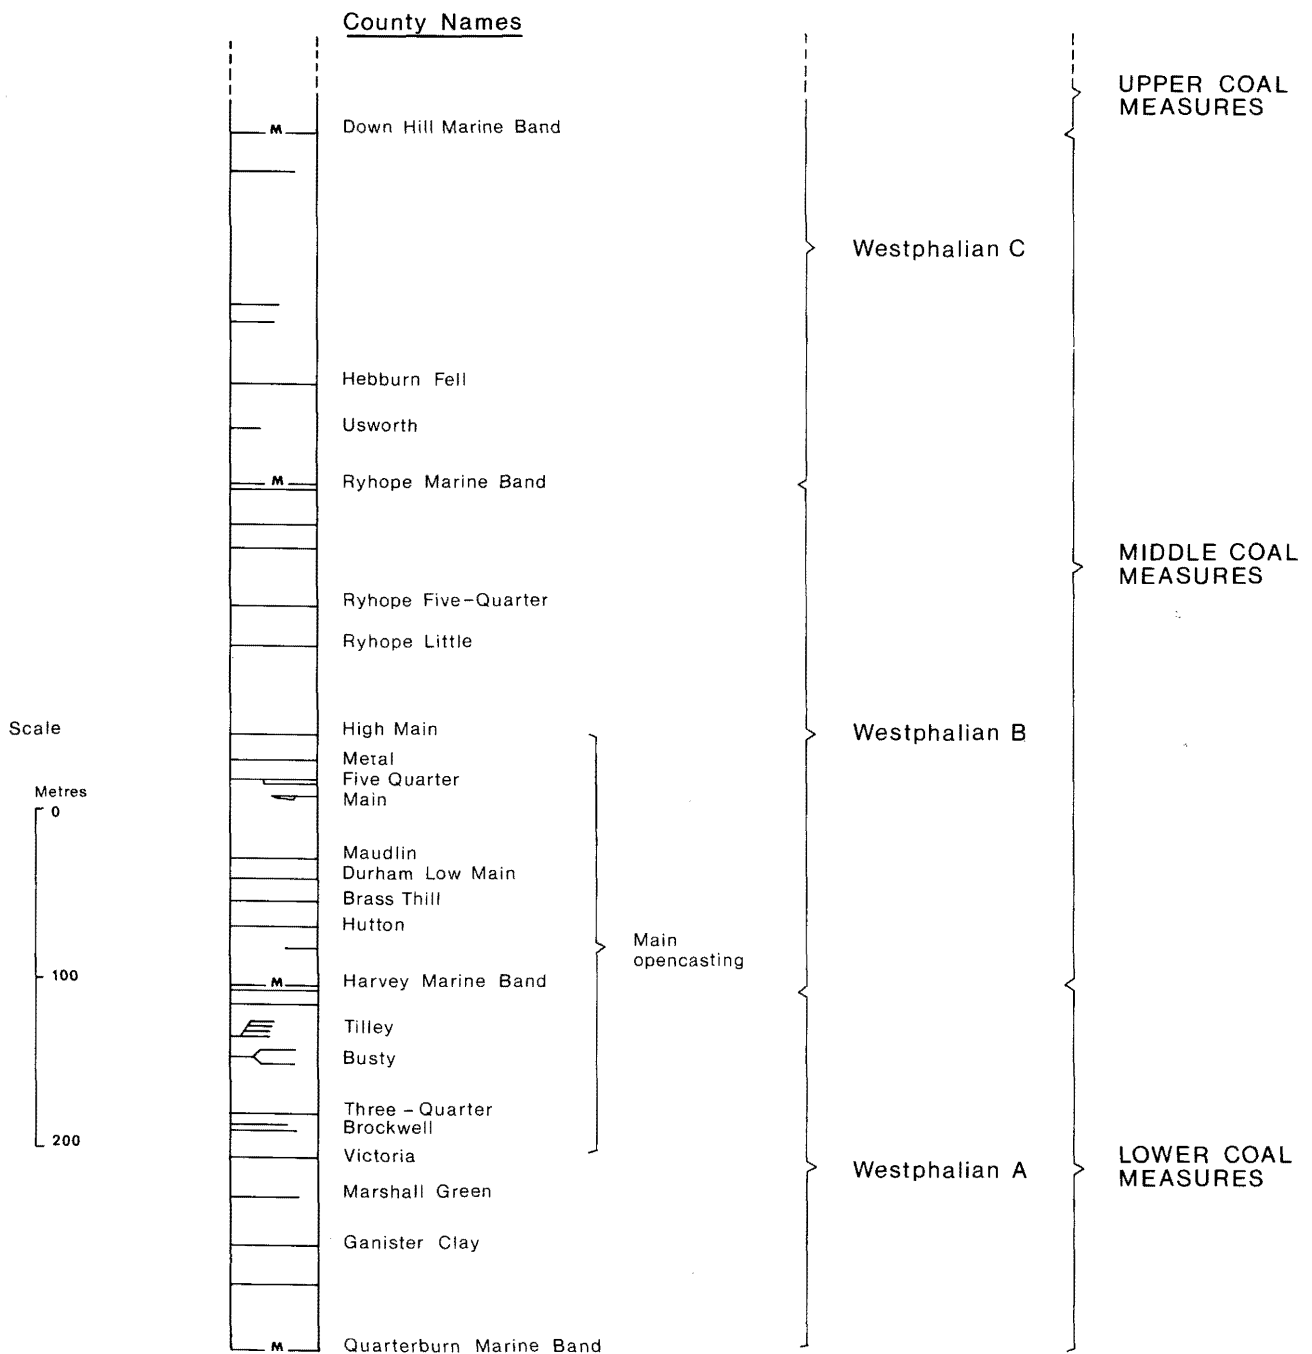 County Names
UPPER COAL
MEASURES
M
Down Hill Marine Band
Westphalian C
Hebburn Fell
Usworth
M
Ryhope Marine Band
MIDDLE COAL
MEASURES
Ryhope Five-Quarter
Ryhope Little
Scale
High Main
Westphalian B
Metal
Five Quarter
Main
Metres
0
Maudlin
Durham Low Main
Brass Thill
Hutton
Main
opencasting
100
M
Harvey Marine Band
Tilley
Busty
Three - Quarter
Brockwell
200
Victoria
Westphalian A
LOWER COAL
MEASURES
Marshall Green
Ganister Clay
M
Quarterburn Marine Band